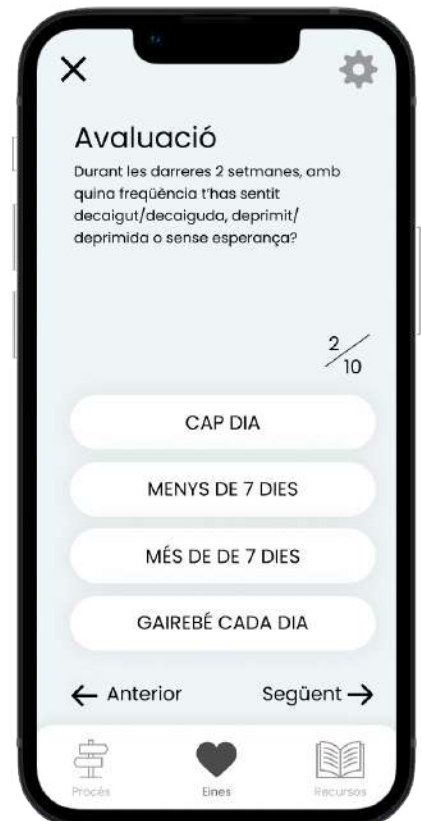 Avaluació
Durant les darreres 2 setmanes, amb
quina freqüència t'has sentit
decaigut/decaiguda, deprimit/
deprimida o sense esperança?
2/10
CAP DIA
MENYS DE 7 DIES
MÉS DE DE 7 DIES
GAIREBÉ CADA DIA
← Anterior Següent →
Procés Eines Recursos